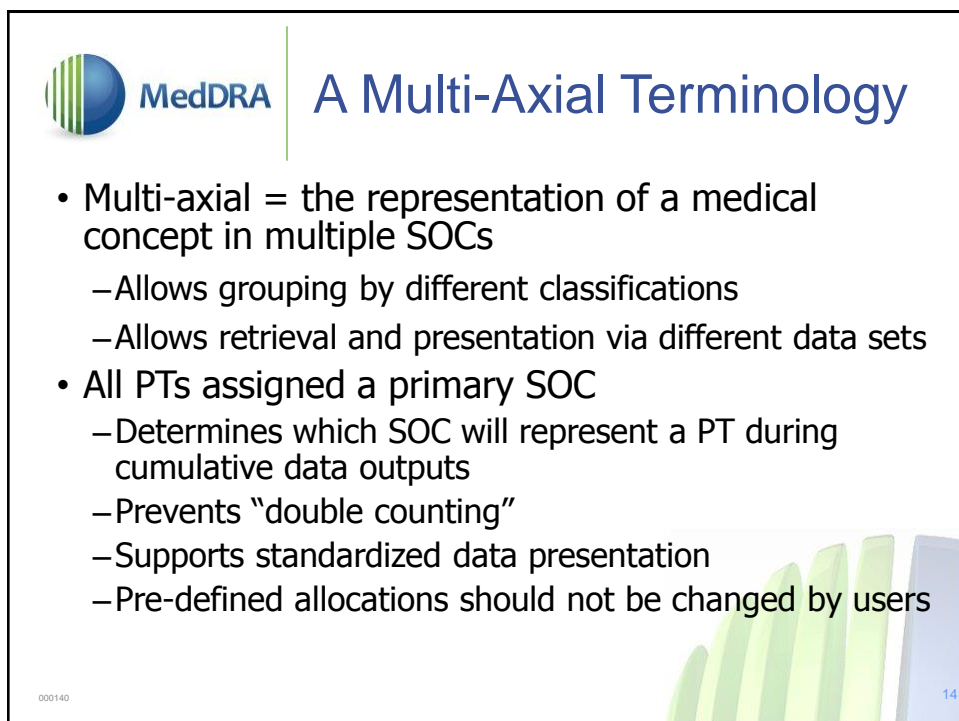 MedDRA
A Multi-Axial Terminology
• Multi-axial = the representation of a medical
concept in multiple SOCs
–Allows grouping by different classifications
–Allows retrieval and presentation via different data sets
• All PTs assigned a primary SOC
–Determines which SOC will represent a PT during
cumulative data outputs
–Prevents “double counting”
–Supports standardized data presentation
–Pre-defined allocations should not be changed by users
000140
14